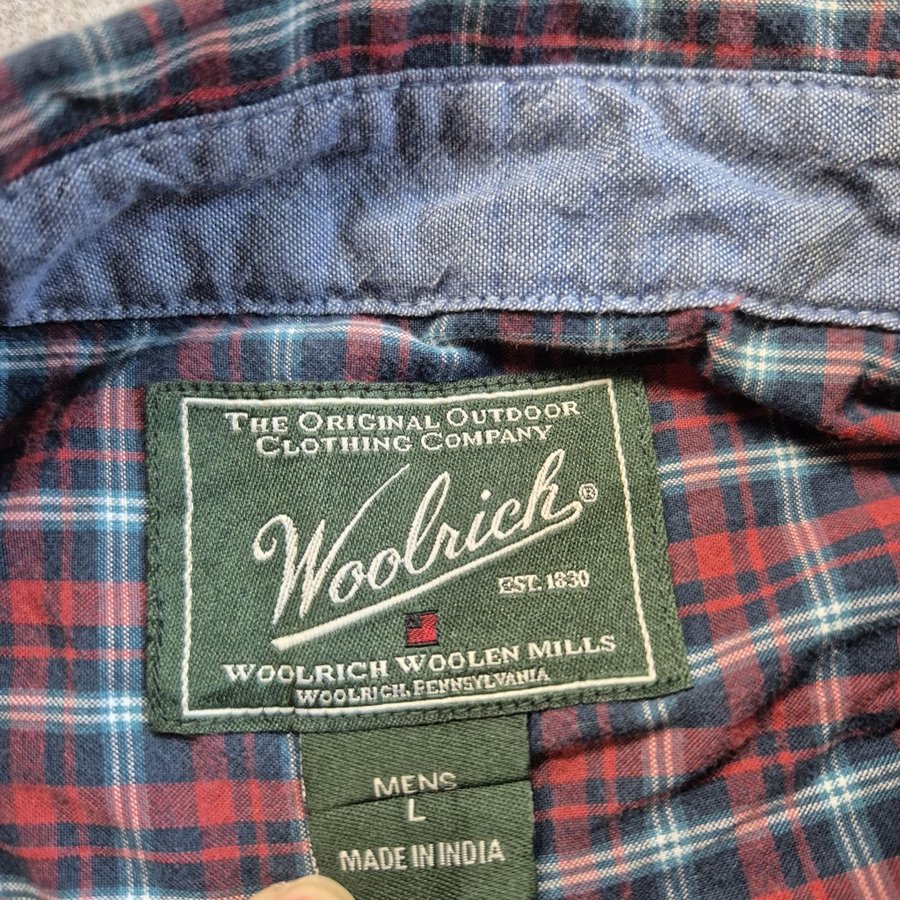 THE ORIGINAL OUTDOOR
CLOTHING COMPANY
Woolrich®
EST. 1830
WOOLRICH WOOLEN MILLS
WOOLRICH, PENNSYLVANIA
MENS
L
MADE IN INDIA